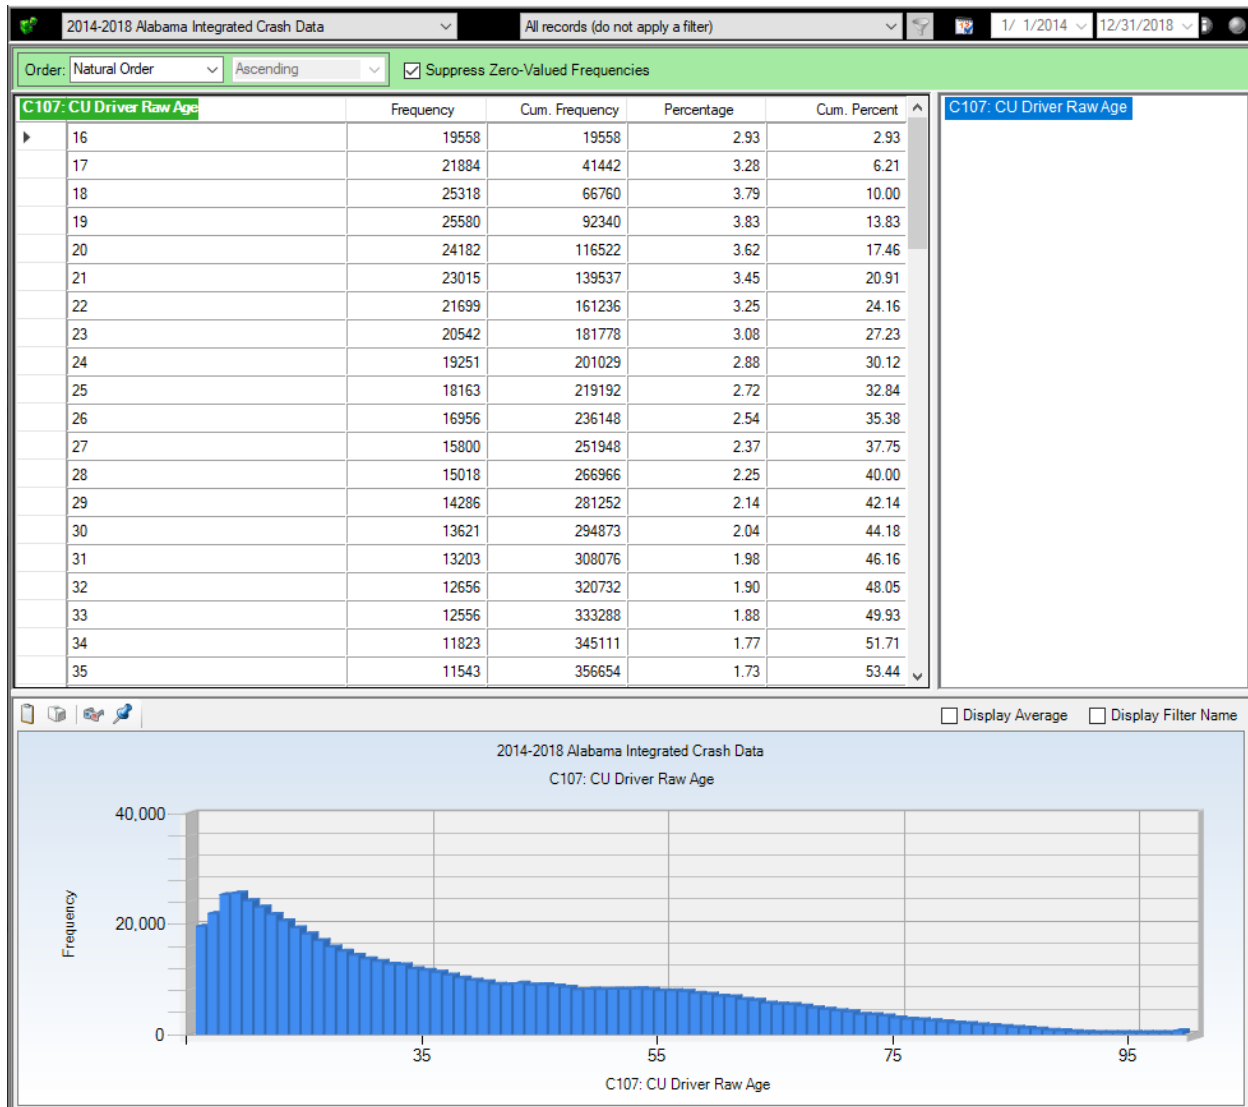 2014-2018 Alabama Integrated Crash Data All records (do not apply a filter) 1/ 1/2014 12/31/2018
Order: Natural Order Ascending Suppress Zero-Valued Frequencies
C107: CU Driver Raw Age Frequency Cum. Frequency Percentage Cum. Percent C107: CU Driver Raw Age
16 19558 19558 2.93 2.93
17 21884 41442 3.28 6.21
18 25318 66760 3.79 10.00
19 25580 92340 3.83 13.83
20 24182 116522 3.62 17.46
21 23015 139537 3.45 20.91
22 21699 161236 3.25 24.16
23 20542 181778 3.08 27.23
24 19251 201029 2.88 30.12
25 18163 219192 2.72 32.84
26 16956 236148 2.54 35.38
27 15800 251948 2.37 37.75
28 15018 266966 2.25 40.00
29 14286 281252 2.14 42.14
30 13621 294873 2.04 44.18
31 13203 308076 1.98 46.16
32 12656 320732 1.90 48.05
33 12556 333288 1.88 49.93
34 11823 345111 1.77 51.71
35 11543 356654 1.73 53.44
Display Average Display Filter Name
2014-2018 Alabama Integrated Crash Data
C107: CU Driver Raw Age
40,000
20,000
0
Frequency
35 55 75 95
C107: CU Driver Raw Age